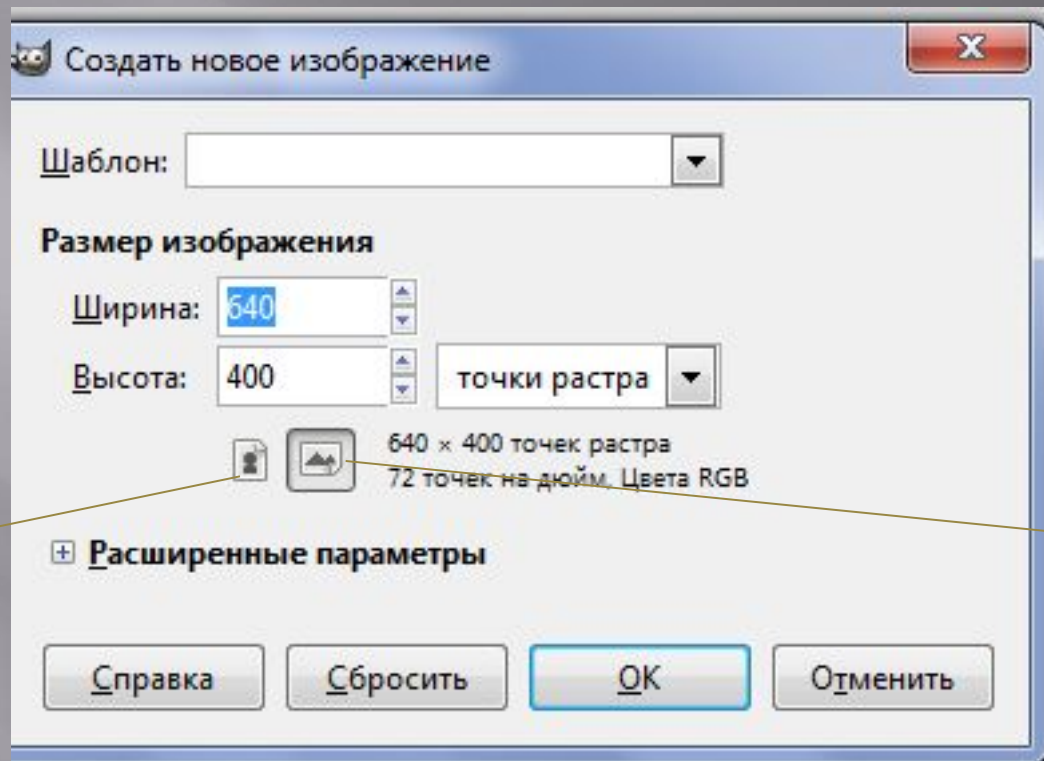 Создать новое изображение
Шаблон:
Размер изображения
Ширина: 640
Высота: 400 точки растра
640 × 400 точек растра
72 точек на дюйм, Цвета RGB
Расширенные параметры
Справка Сбросить OK Отменить